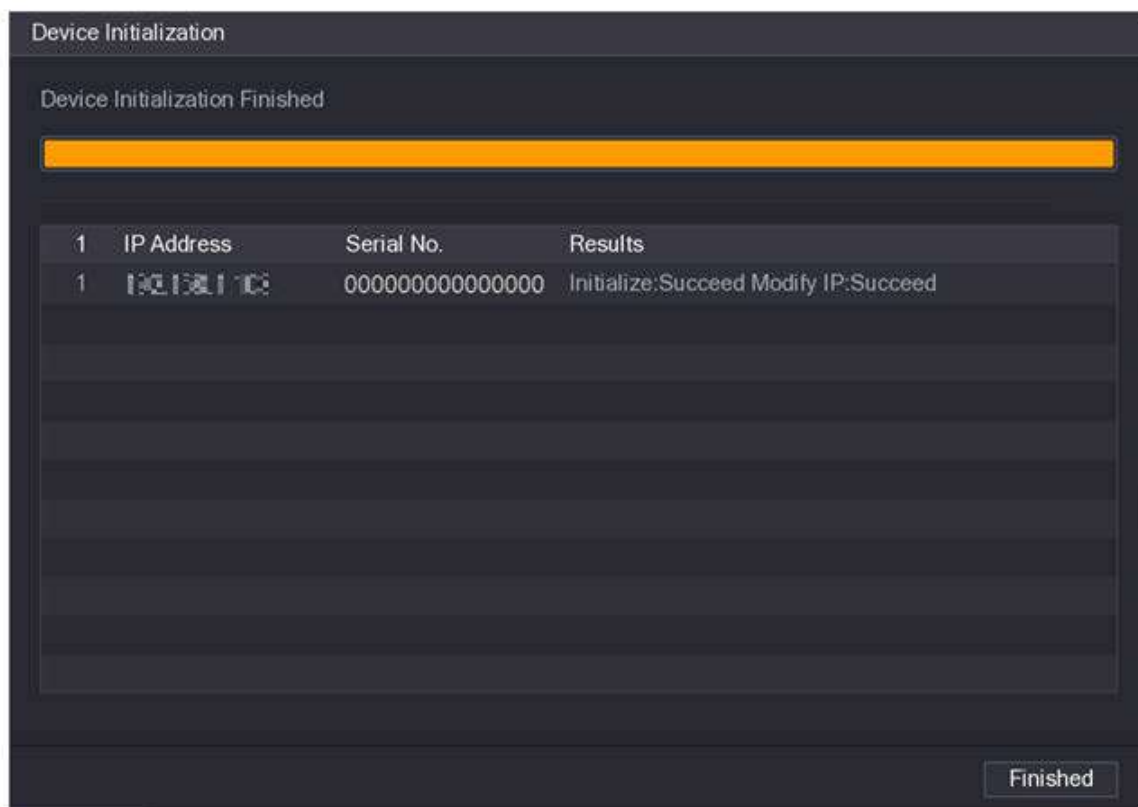 Device Initialization
Device Initialization Finished
1 IP Address Serial No. Results
1 000000000000000 Initialize:Succeed Modify IP:Succeed
Finished